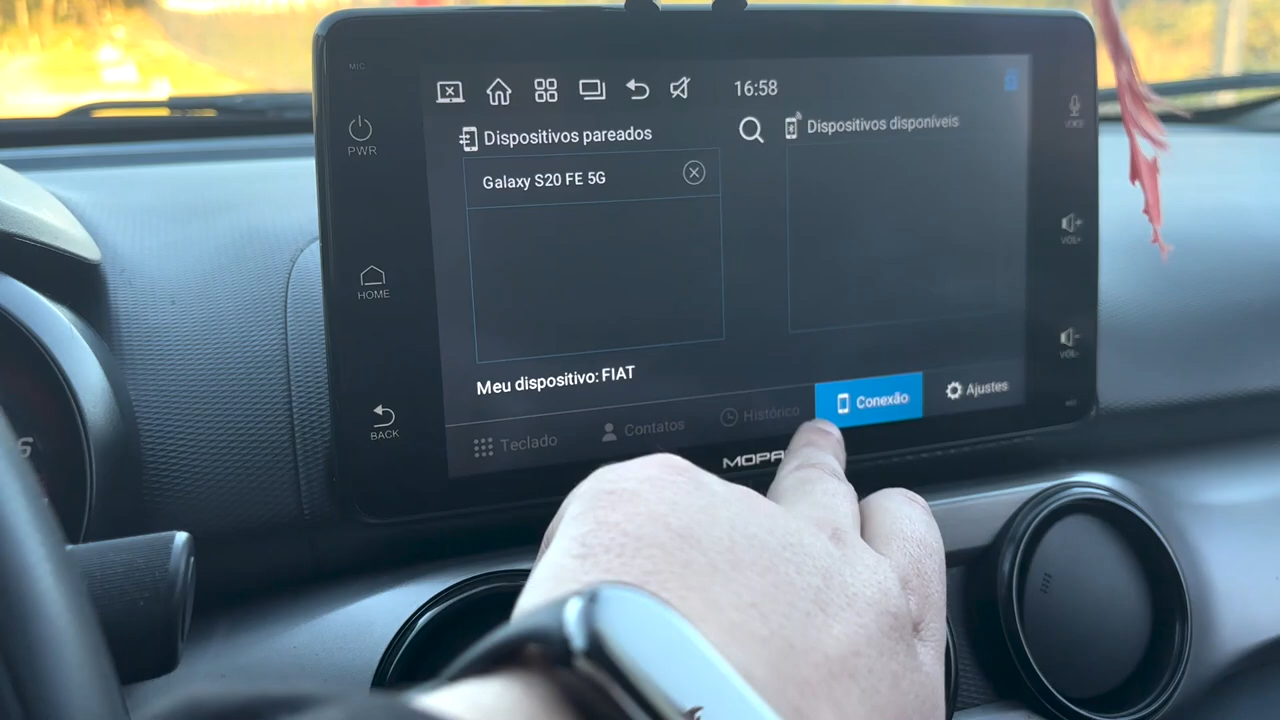 MIC
PWR
HOME
BACK
16:58
Dispositivos pareados
Dispositivos disponíveis
Galaxy S20 FE 5G
Meu dispositivo: FIAT
Teclado
Contatos
Histórico
Conexão
Ajustes
MOPA
VOICE
VOL+
VOL-